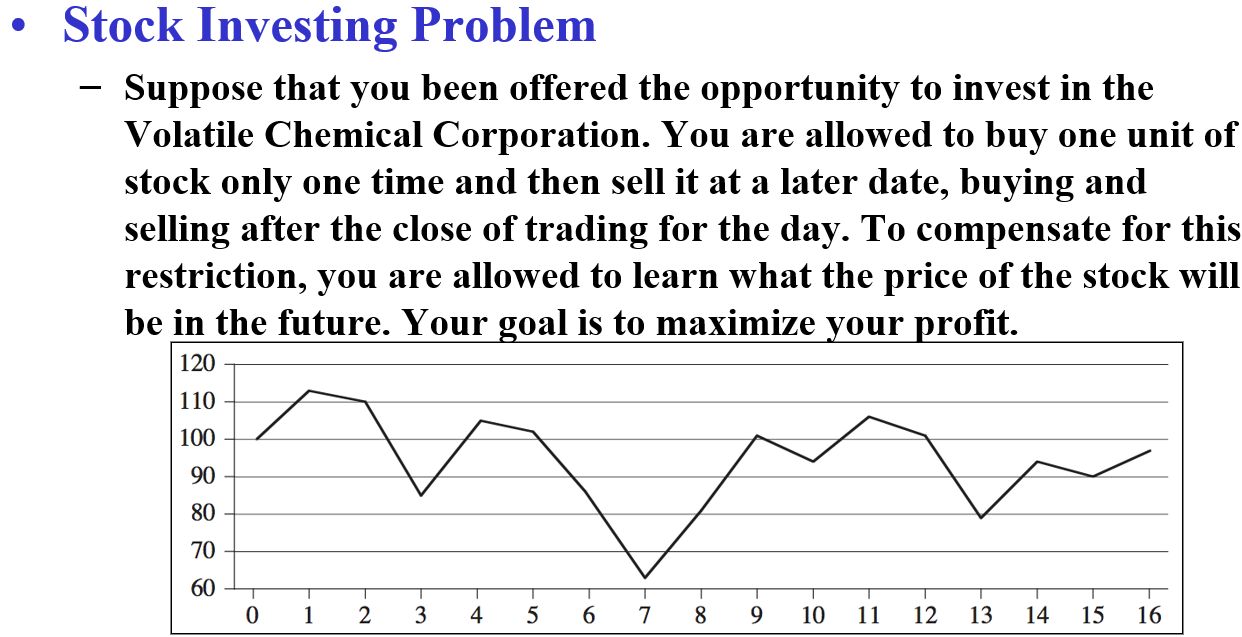 • Stock Investing Problem
– Suppose that you been offered the opportunity to invest in the
Volatile Chemical Corporation. You are allowed to buy one unit of
stock only one time and then sell it at a later date, buying and
selling after the close of trading for the day. To compensate for this
restriction, you are allowed to learn what the price of the stock will
be in the future. Your goal is to maximize your profit.
120
110
100
90
80
70
60
0 1 2 3 4 5 6 7 8 9 10 11 12 13 14 15 16